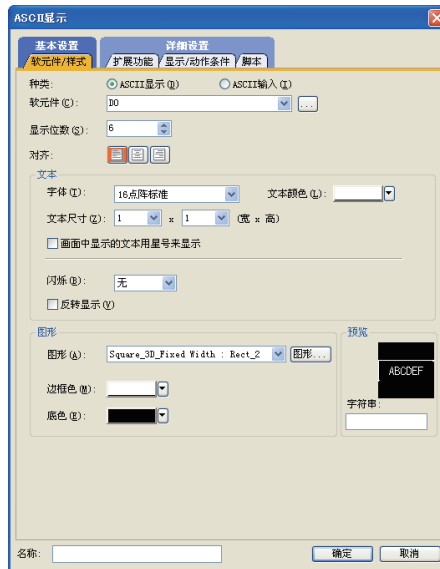 ASCII显示
基本设置 详细设置
软元件/样式 扩展功能 显示/动作条件 脚本
种类: ASCII显示(D) ASCII输入(I)
软元件(C): D0 ...
显示位数(S): 6
对齐:
文本
字体(T): 16点阵标准 文本颜色(L):
文本尺寸(Z): 1 x 1 (宽 x 高)
画面中显示的文本用星号来显示
闪烁(B): 无
反转显示(V)
图形 预览
图形(A): Square_3D_Fixed Width : Rect_2 图形...
ABCDEF
边框色(M):
字符串:
底色(E):
名称: 确定 取消